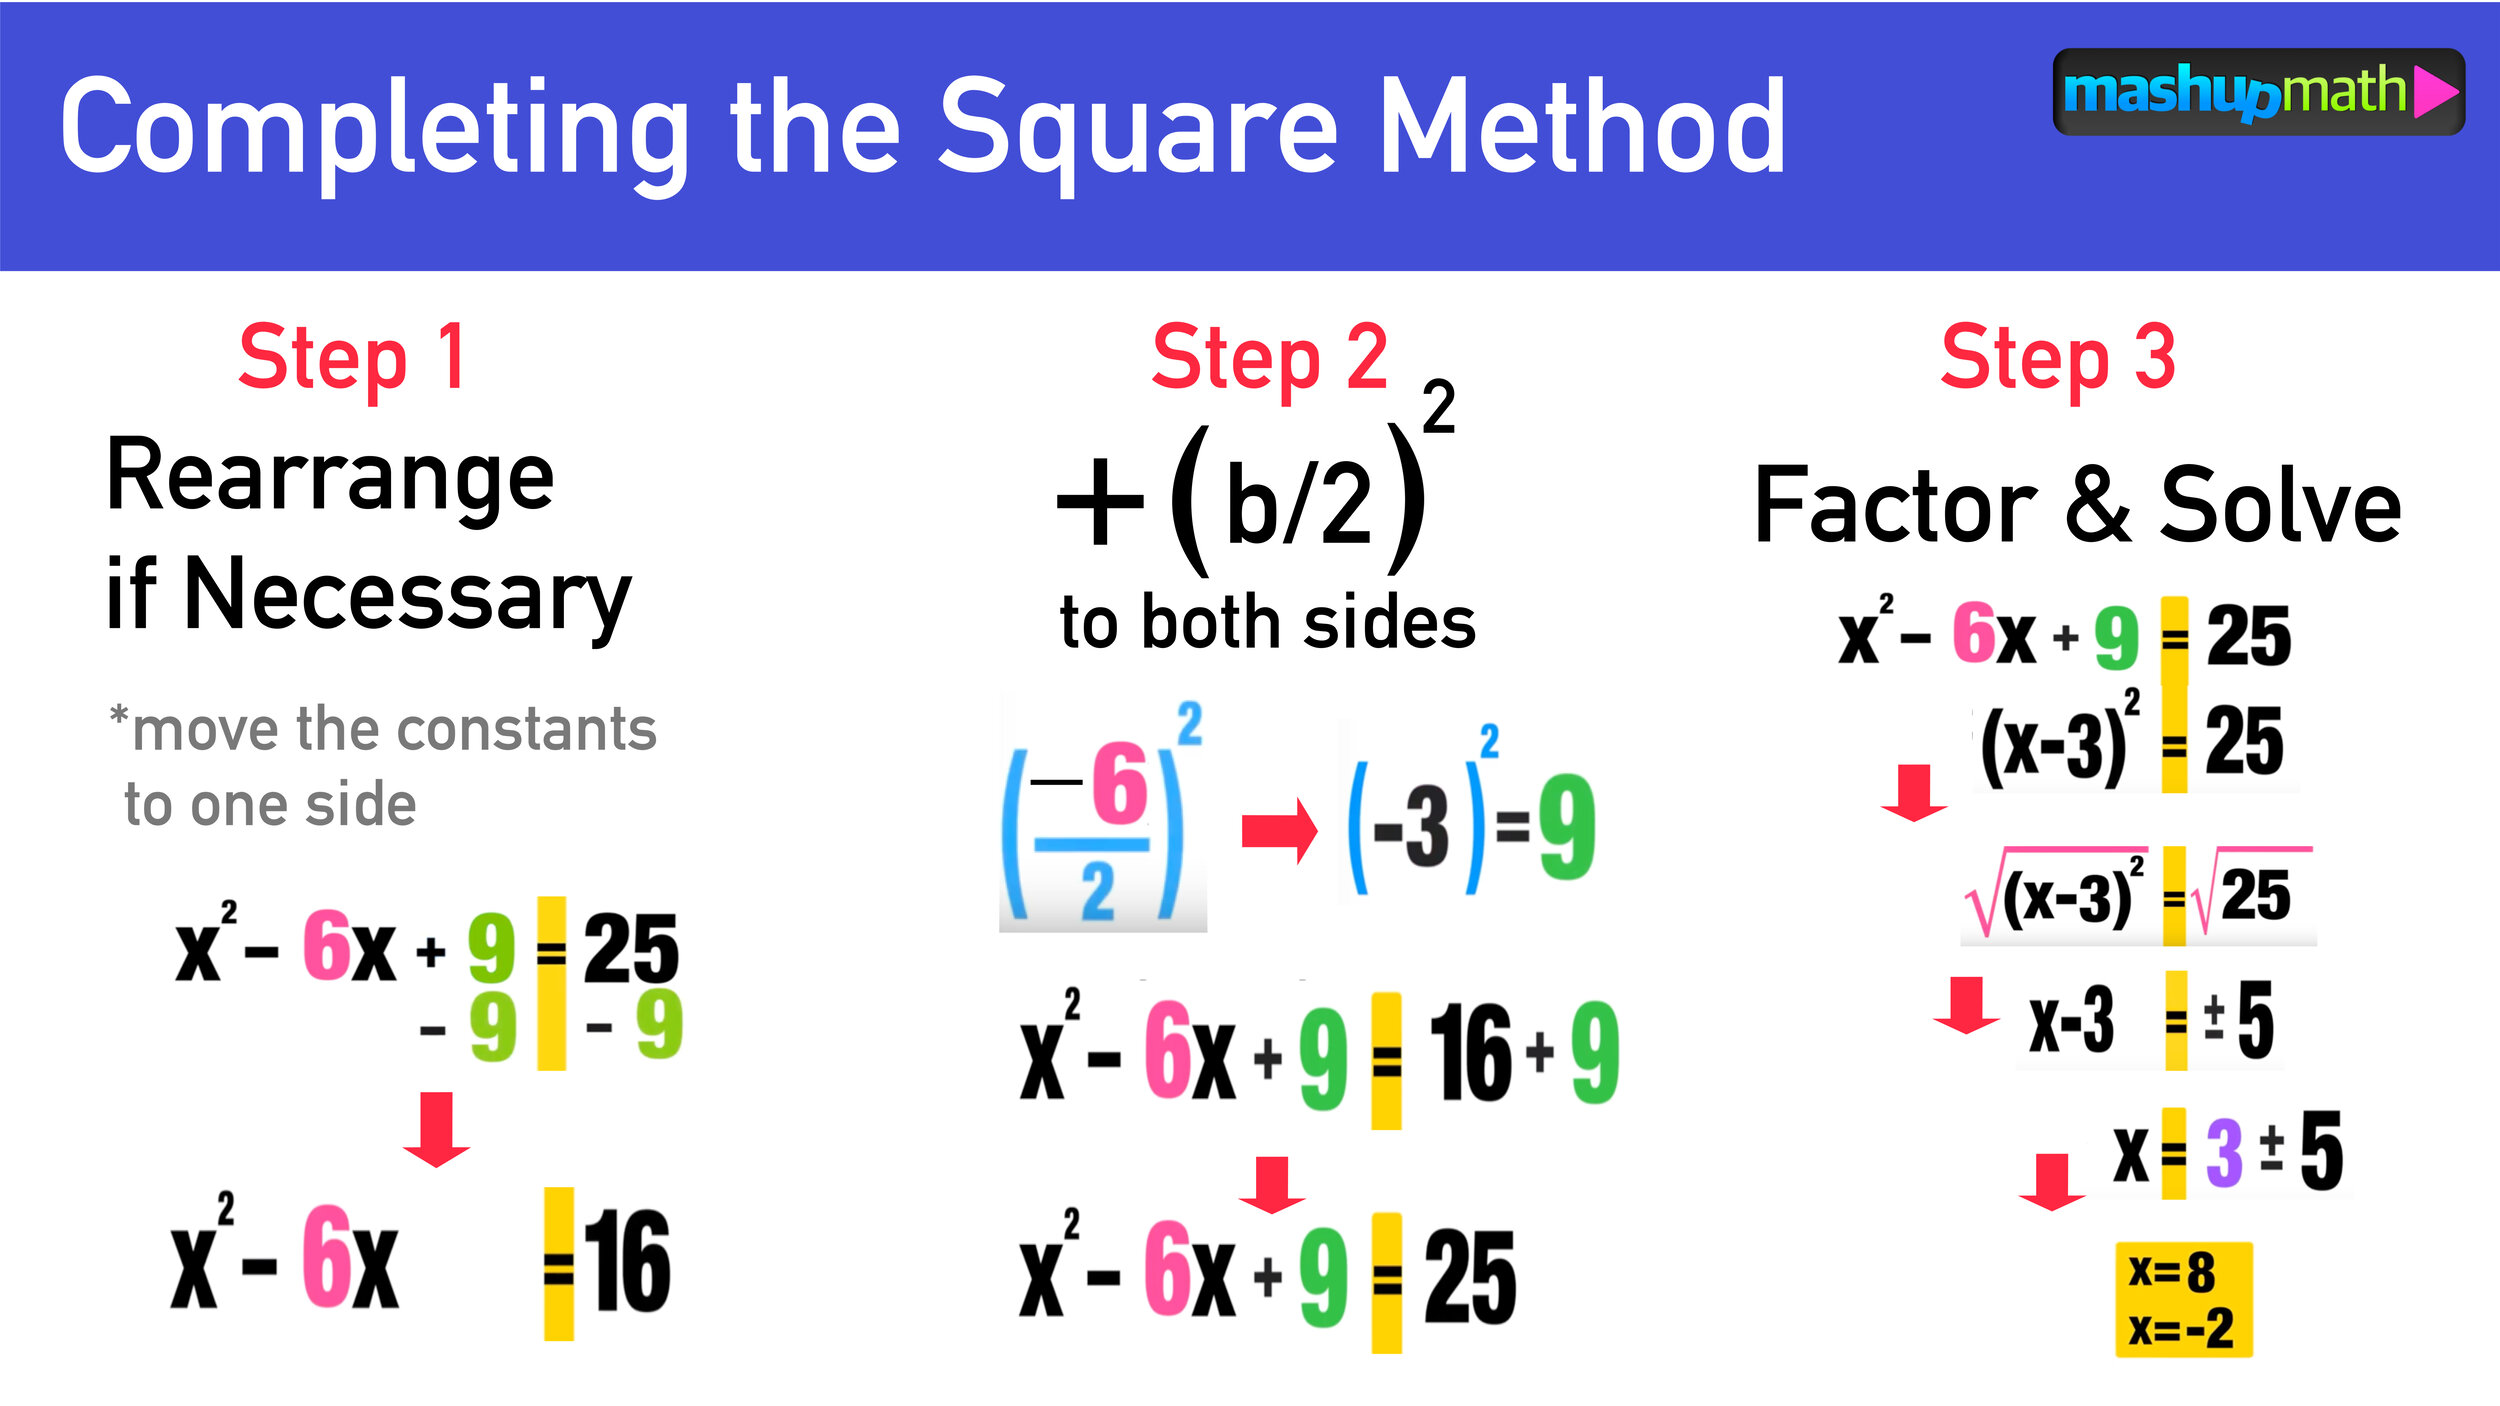 Completing the Square Method
mashupmath
Step 1
Rearrange
if Necessary
*move the constants
to one side
x² − 6x + 9 = 25
- 9 - 9
x² − 6x = 16
Step 2
+ (b/2)²
to both sides
(−6/2)² (-3)² = 9
x² − 6x + 9 = 16 + 9
x² − 6x + 9 = 25
Step 3
Factor & Solve
x² − 6x + 9 = 25
(x-3)² = 25
√(x-3)² = √25
x-3 = ± 5
x = 3 ± 5
x=8
x=-2